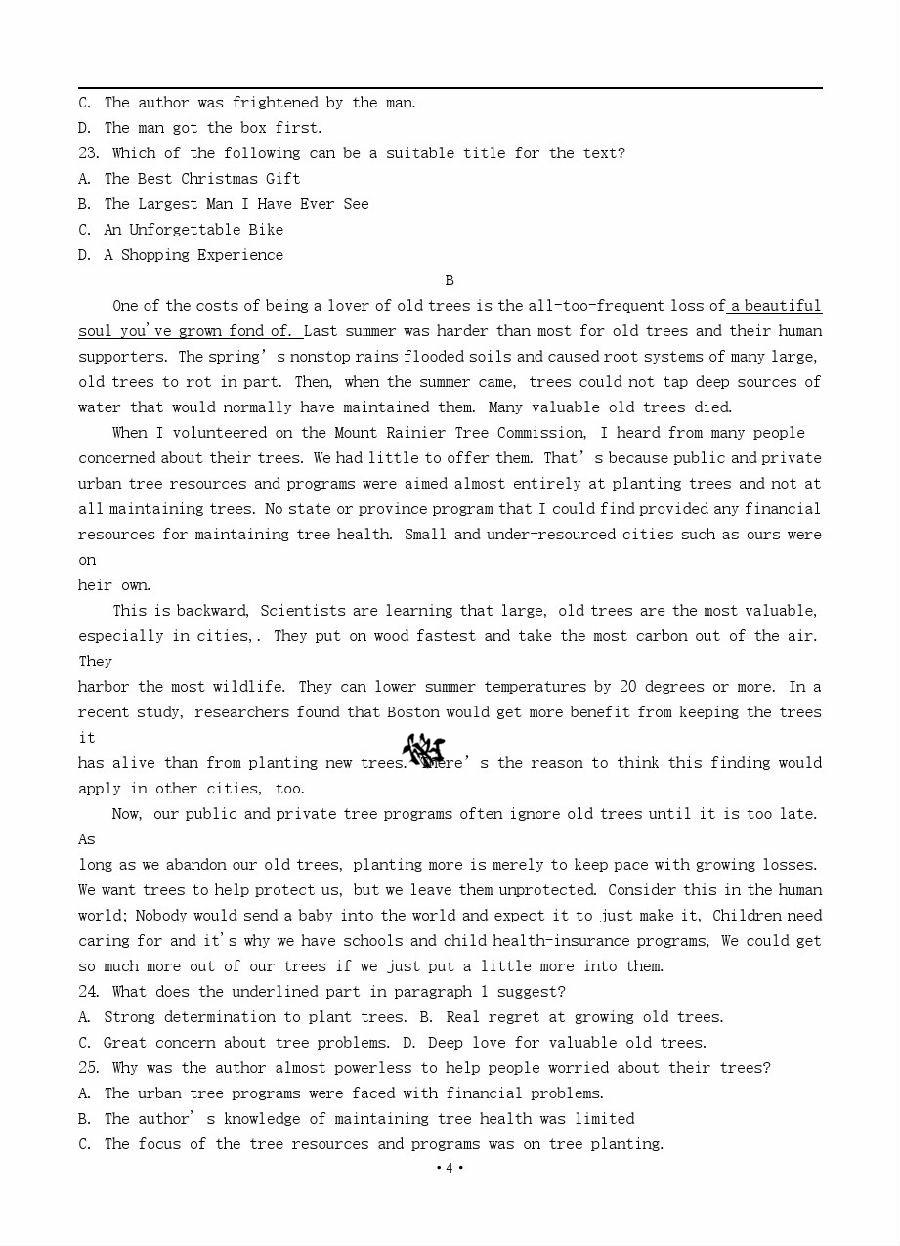 C. The author was frightened by the man.
D. The man got the box first.
23. Which of the following can be a suitable title for the text?
A. The Best Christmas Gift
B. The Largest Man I Have Ever See
C. An Unforgettable Bike
D. A Shopping Experience
B
One of the costs of being a lover of old trees is the all-too-frequent loss of a beautiful
soul you've grown fond of. Last summer was harder than most for old trees and their human
supporters. The spring's nonstop rains flooded soils and caused root systems of many large,
old trees to rot in part. Then, when the summer came, trees could not tap deep sources of
water that would normally have maintained them. Many valuable old trees died.
When I volunteered on the Mount Rainier Tree Commission, I heard from many people
concerned about their trees. We had little to offer them. That's because public and private
urban tree resources and programs were aimed almost entirely at planting trees and not at
all maintaining trees. No state or province program that I could find provided any financial
resources for maintaining tree health. Small and under-resourced cities such as ours were
on
heir own.
This is backward, Scientists are learning that large, old trees are the most valuable,
especially in cities,. They put on wood fastest and take the most carbon out of the air.
They
harbor the most wildlife. They can lower summer temperatures by 20 degrees or more. In a
recent study, researchers found that Boston would get more benefit from keeping the trees
it
has alive than from planting new trees. There's the reason to think this finding would
apply in other cities, too.
Now, our public and private tree programs often ignore old trees until it is too late.
As
long as we abandon our old trees, planting more is merely to keep pace with growing losses.
We want trees to help protect us, but we leave them unprotected. Consider this in the human
world; Nobody would send a baby into the world and expect it to just make it, Children need
caring for and it's why we have schools and child health-insurance programs, We could get
so much more out of our trees if we just put a little more into them.
24. What does the underlined part in paragraph 1 suggest?
A. Strong determination to plant trees. B. Real regret at growing old trees.
C. Great concern about tree problems. D. Deep love for valuable old trees.
25. Why was the author almost powerless to help people worried about their trees?
A. The urban tree programs were faced with financial problems.
B. The author's knowledge of maintaining tree health was limited
C. The focus of the tree resources and programs was on tree planting.
•4•